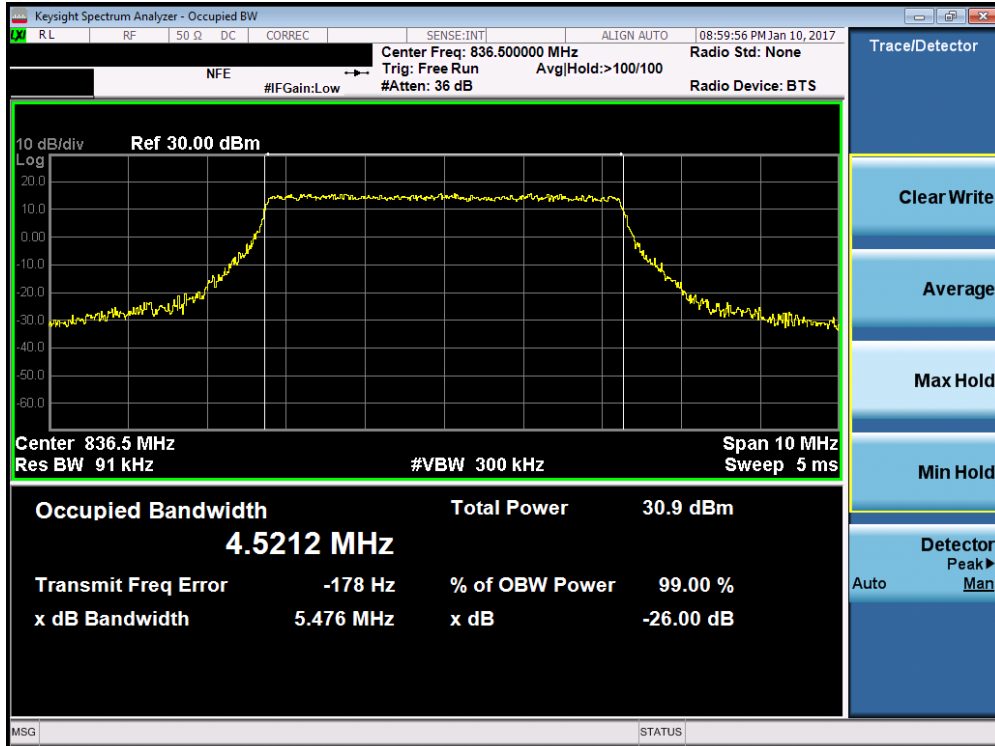 Keysight Spectrum Analyzer - Occupied BW
LXI RL RF 50 Ω DC CORREC SENSE:INT ALIGN AUTO 08:59:56 PM Jan 10, 2017
Center Freq: 836.500000 MHz Radio Std: None
NFE Trig: Free Run Avg|Hold:>100/100
#IFGain:Low #Atten: 36 dB Radio Device: BTS
10 dB/div Ref 30.00 dBm
Log
20.0
10.0
0.00
-10.0
-20.0
-30.0
-40.0
-50.0
-60.0
Center 836.5 MHz Span 10 MHz
Res BW 91 kHz #VBW 300 kHz Sweep 5 ms
Occupied Bandwidth Total Power 30.9 dBm
4.5212 MHz
Transmit Freq Error -178 Hz % of OBW Power 99.00 %
x dB Bandwidth 5.476 MHz x dB -26.00 dB
MSG STATUS
Trace/Detector
Clear Write
Average
Max Hold
Min Hold
Detector
Peak▶
Auto Man